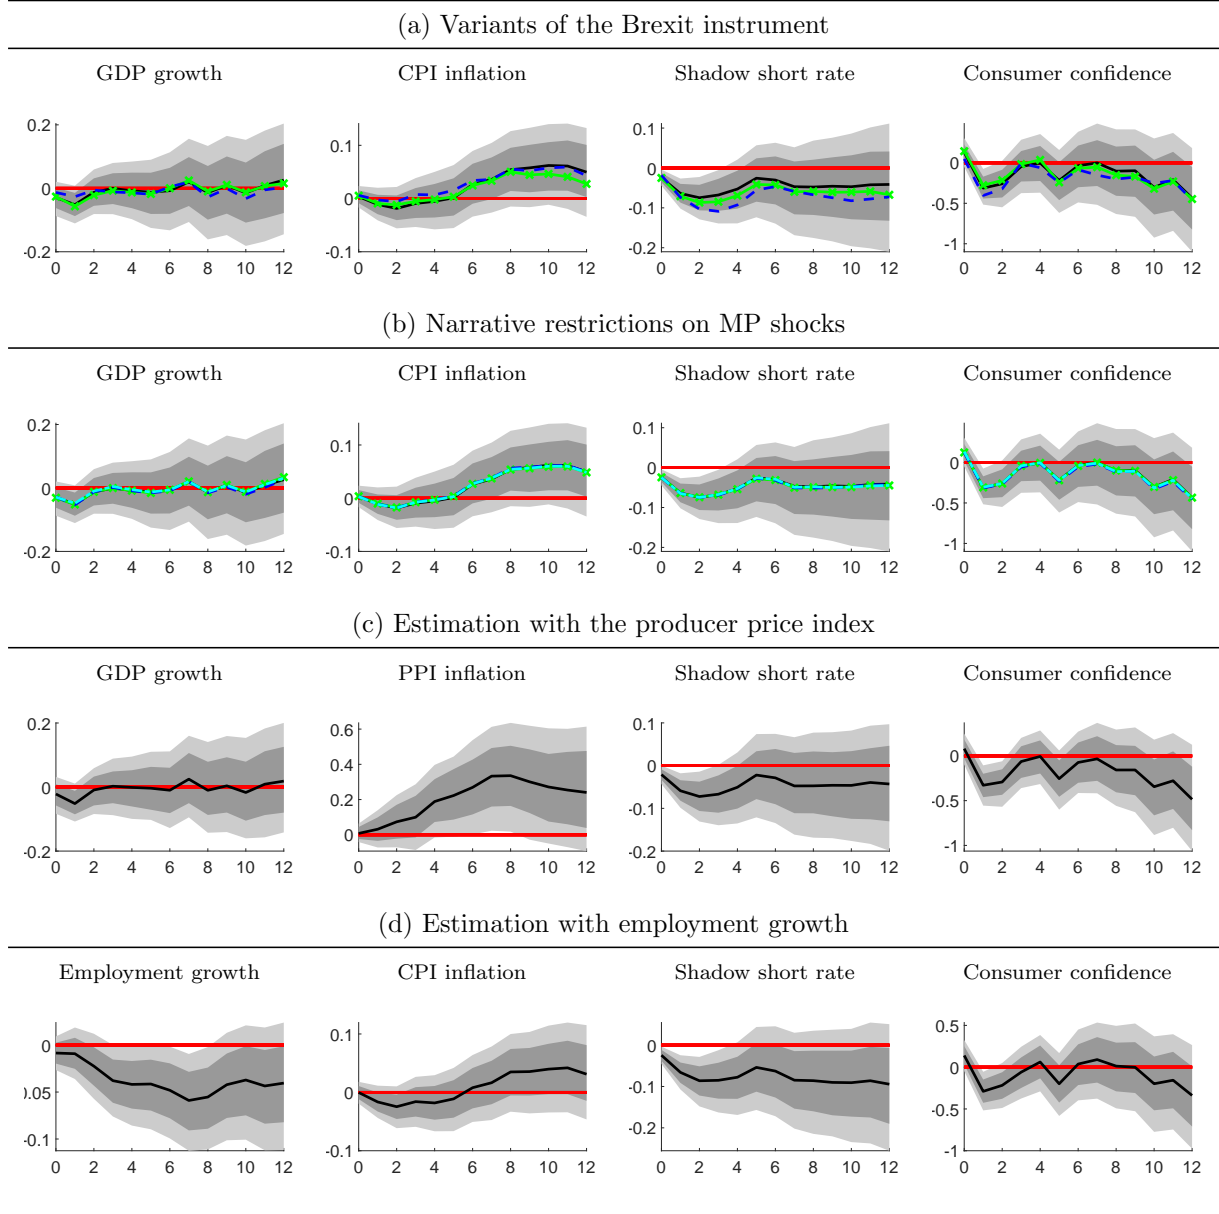 (a) Variants of the Brexit instrument
GDP growth CPI inflation Shadow short rate Consumer confidence
0.2 0 -0.2 0 2 4 6 8 10 12
0.1 0 -0.1 0 2 4 6 8 10 12
0.1 0 -0.1 -0.2 0 2 4 6 8 10 12
0 -0.5 -1 0 2 4 6 8 10 12
(b) Narrative restrictions on MP shocks
GDP growth CPI inflation Shadow short rate Consumer confidence
0.2 0 -0.2 0 2 4 6 8 10 12
0.1 0 -0.1 0 2 4 6 8 10 12
0.1 0 -0.1 -0.2 0 2 4 6 8 10 12
0 -0.5 -1 0 2 4 6 8 10 12
(c) Estimation with the producer price index
GDP growth PPI inflation Shadow short rate Consumer confidence
0.2 0 -0.2 0 2 4 6 8 10 12
0.6 0.4 0.2 0 0 2 4 6 8 10 12
0.1 0 -0.1 -0.2 0 2 4 6 8 10 12
0 -0.5 -1 0 2 4 6 8 10 12
(d) Estimation with employment growth
Employment growth CPI inflation Shadow short rate Consumer confidence
0 0.05 -0.1 0 2 4 6 8 10 12
0.1 0 -0.1 0 2 4 6 8 10 12
0 -0.1 -0.2 0 2 4 6 8 10 12
0.5 0 -0.5 -1 0 2 4 6 8 10 12